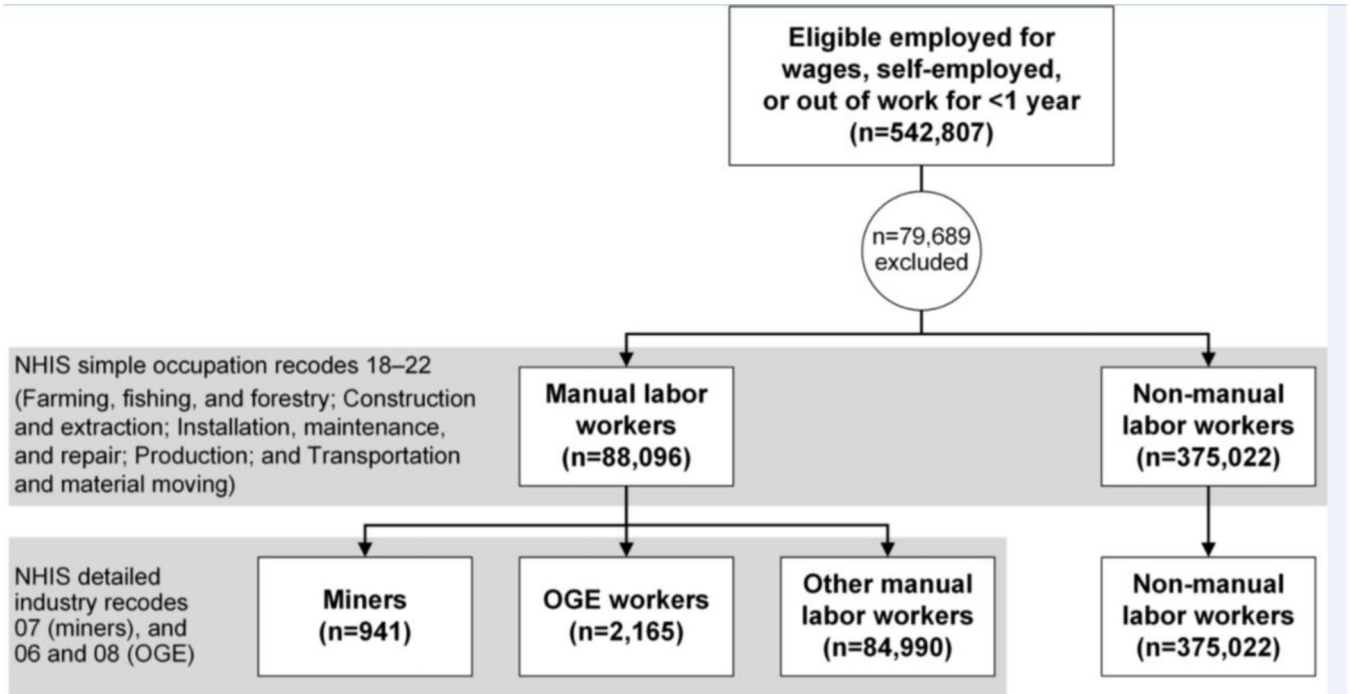 Eligible employed for
wages, self-employed,
or out of work for <1 year
(n=542,807)
n=79,689
excluded
NHIS simple occupation recodes 18–22
(Farming, fishing, and forestry; Construction
and extraction; Installation, maintenance,
and repair; Production; and Transportation
and material moving)
Manual labor
workers
(n=88,096)
Non-manual
labor workers
(n=375,022)
NHIS detailed
industry recodes
07 (miners), and
06 and 08 (OGE)
Miners
(n=941)
OGE workers
(n=2,165)
Other manual
labor workers
(n=84,990)
Non-manual
labor workers
(n=375,022)